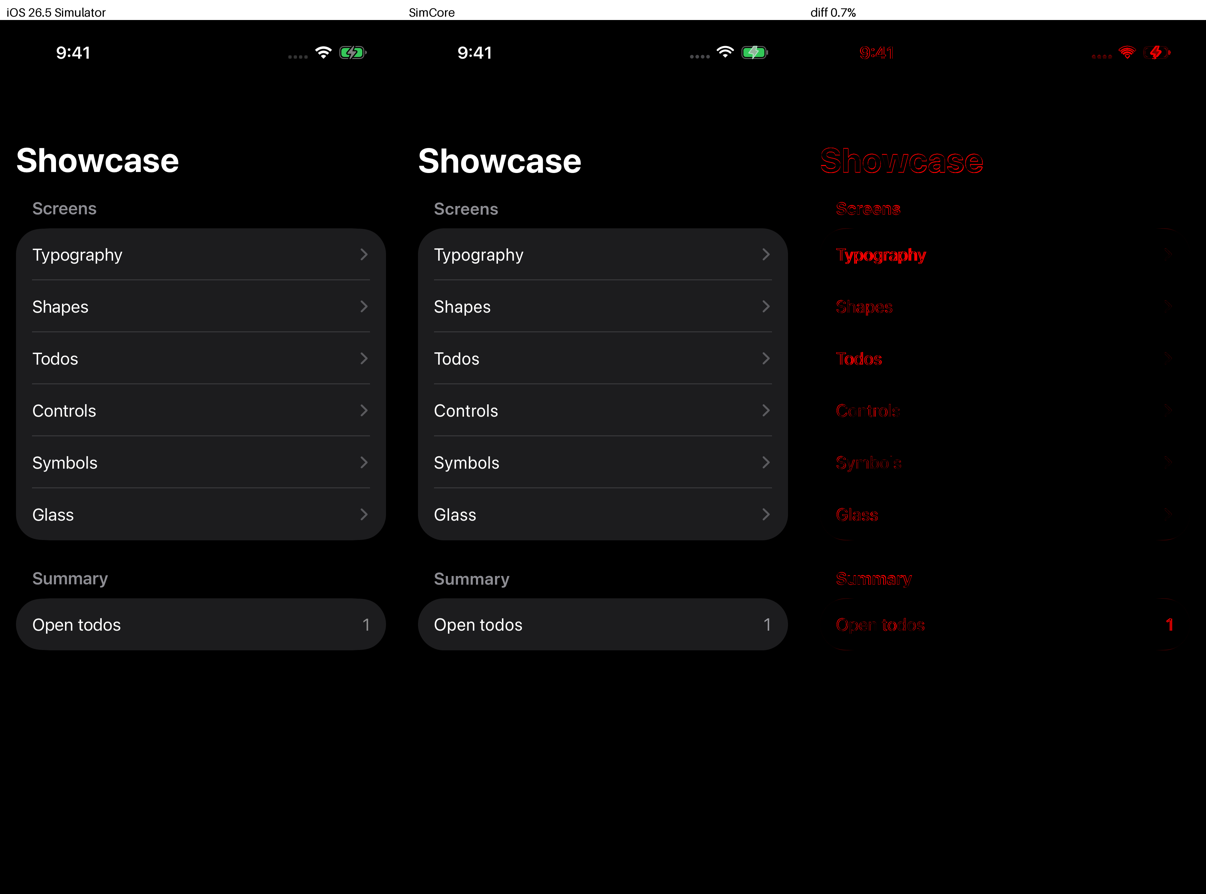 iOS 26.5 Simulator
9:41
Showcase
Screens
Typography
Shapes
Todos
Controls
Symbols
Glass
Summary
Open todos 1
SimCore
9:41
Showcase
Screens
Typography
Shapes
Todos
Controls
Symbols
Glass
Summary
Open todos 1
diff 0.7%
9:41
Showcase
Screens
Typography
Shapes
Todos
Controls
Symbols
Glass
Summary
Open todos 1